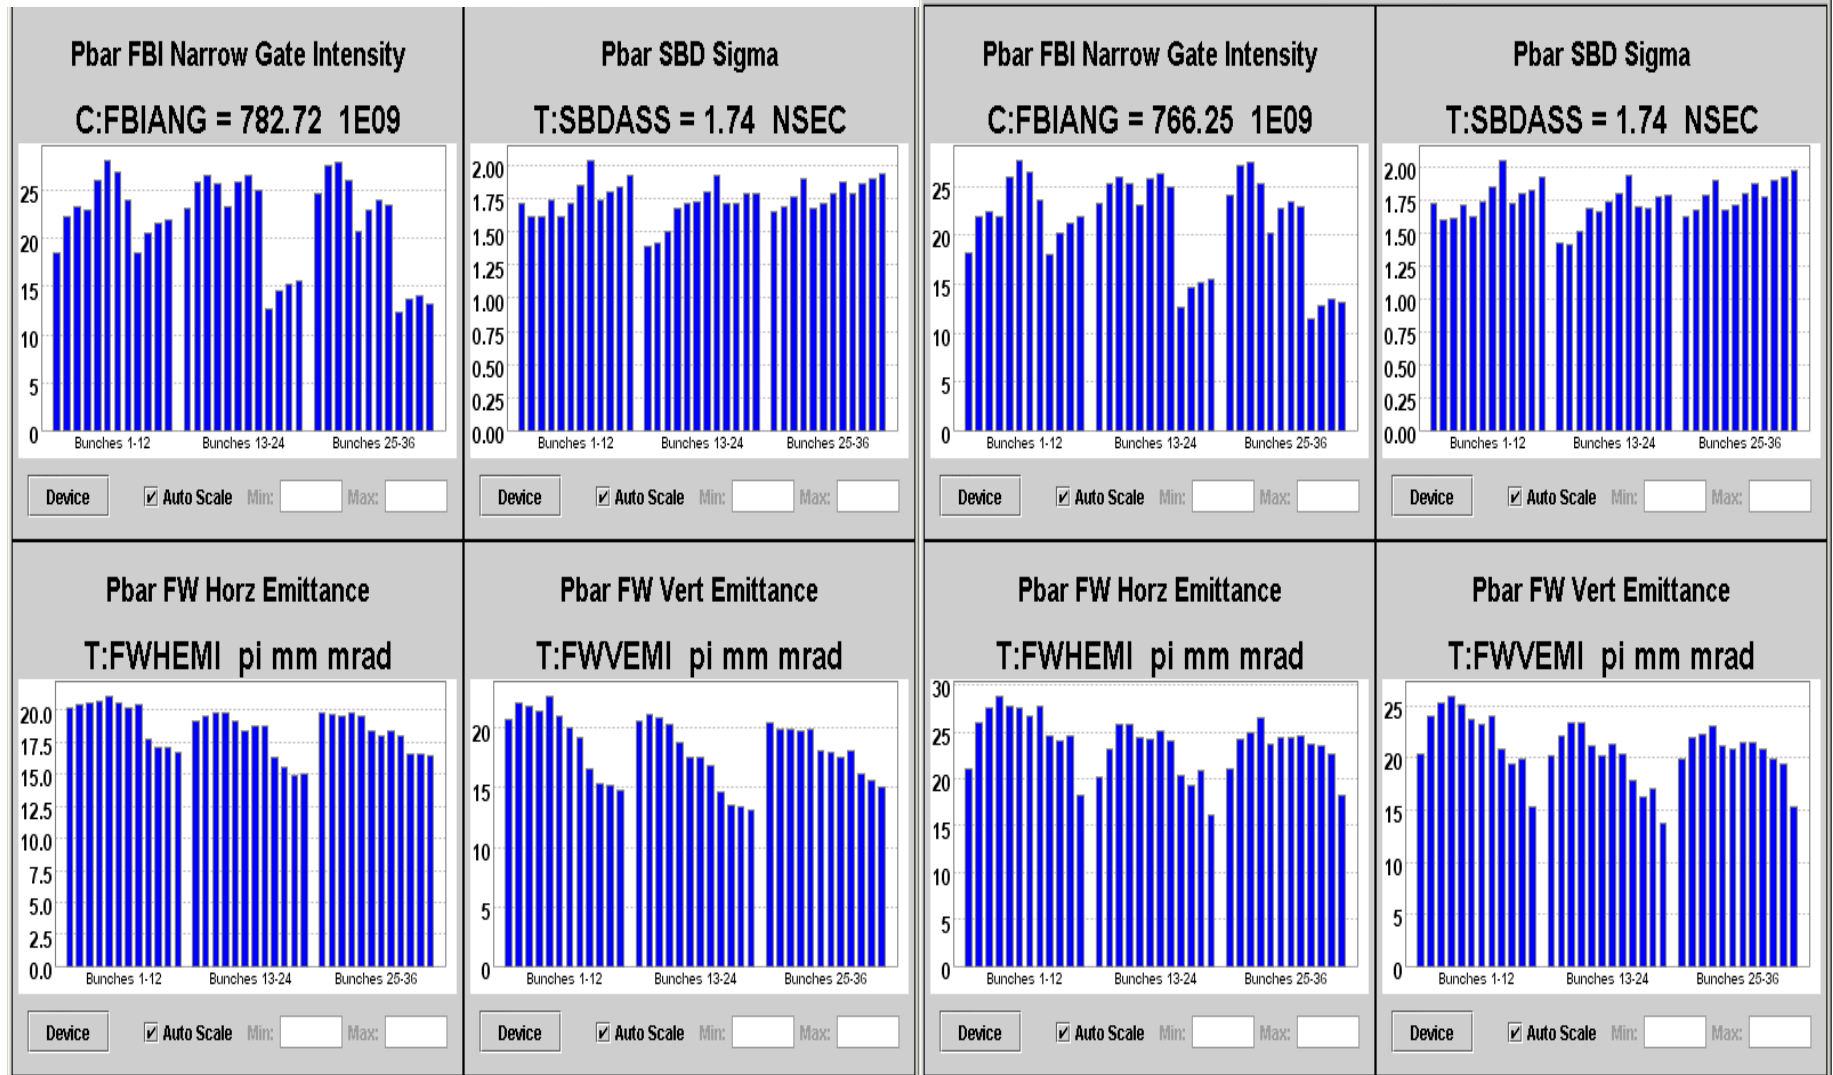 Pbar FBI Narrow Gate Intensity
C:FBIANG = 782.72 1E09
25
20
15
10
5
0
Bunches 1-12 Bunches 13-24 Bunches 25-36
Device Auto Scale Min: Max:
Pbar SBD Sigma
T:SBDASS = 1.74 NSEC
2.00
1.75
1.50
1.25
1.00
0.75
0.50
0.25
0.00
Bunches 1-12 Bunches 13-24 Bunches 25-36
Device Auto Scale Min: Max:
Pbar FBI Narrow Gate Intensity
C:FBIANG = 766.25 1E09
25
20
15
10
5
0
Bunches 1-12 Bunches 13-24 Bunches 25-36
Device Auto Scale Min: Max:
Pbar SBD Sigma
T:SBDASS = 1.74 NSEC
2.00
1.75
1.50
1.25
1.00
0.75
0.50
0.25
0.00
Bunches 1-12 Bunches 13-24 Bunches 25-36
Device Auto Scale Min: Max:
Pbar FW Horz Emittance
T:FWHEMI pi mm mrad
20.0
17.5
15.0
12.5
10.0
7.5
5.0
2.5
0.0
Bunches 1-12 Bunches 13-24 Bunches 25-36
Device Auto Scale Min: Max:
Pbar FW Vert Emittance
T:FWVEMI pi mm mrad
20
15
10
5
0
Bunches 1-12 Bunches 13-24 Bunches 25-36
Device Auto Scale Min: Max:
Pbar FW Horz Emittance
T:FWHEMI pi mm mrad
30
25
20
15
10
5
0
Bunches 1-12 Bunches 13-24 Bunches 25-36
Device Auto Scale Min: Max:
Pbar FW Vert Emittance
T:FWVEMI pi mm mrad
25
20
15
10
5
0
Bunches 1-12 Bunches 13-24 Bunches 25-36
Device Auto Scale Min: Max: